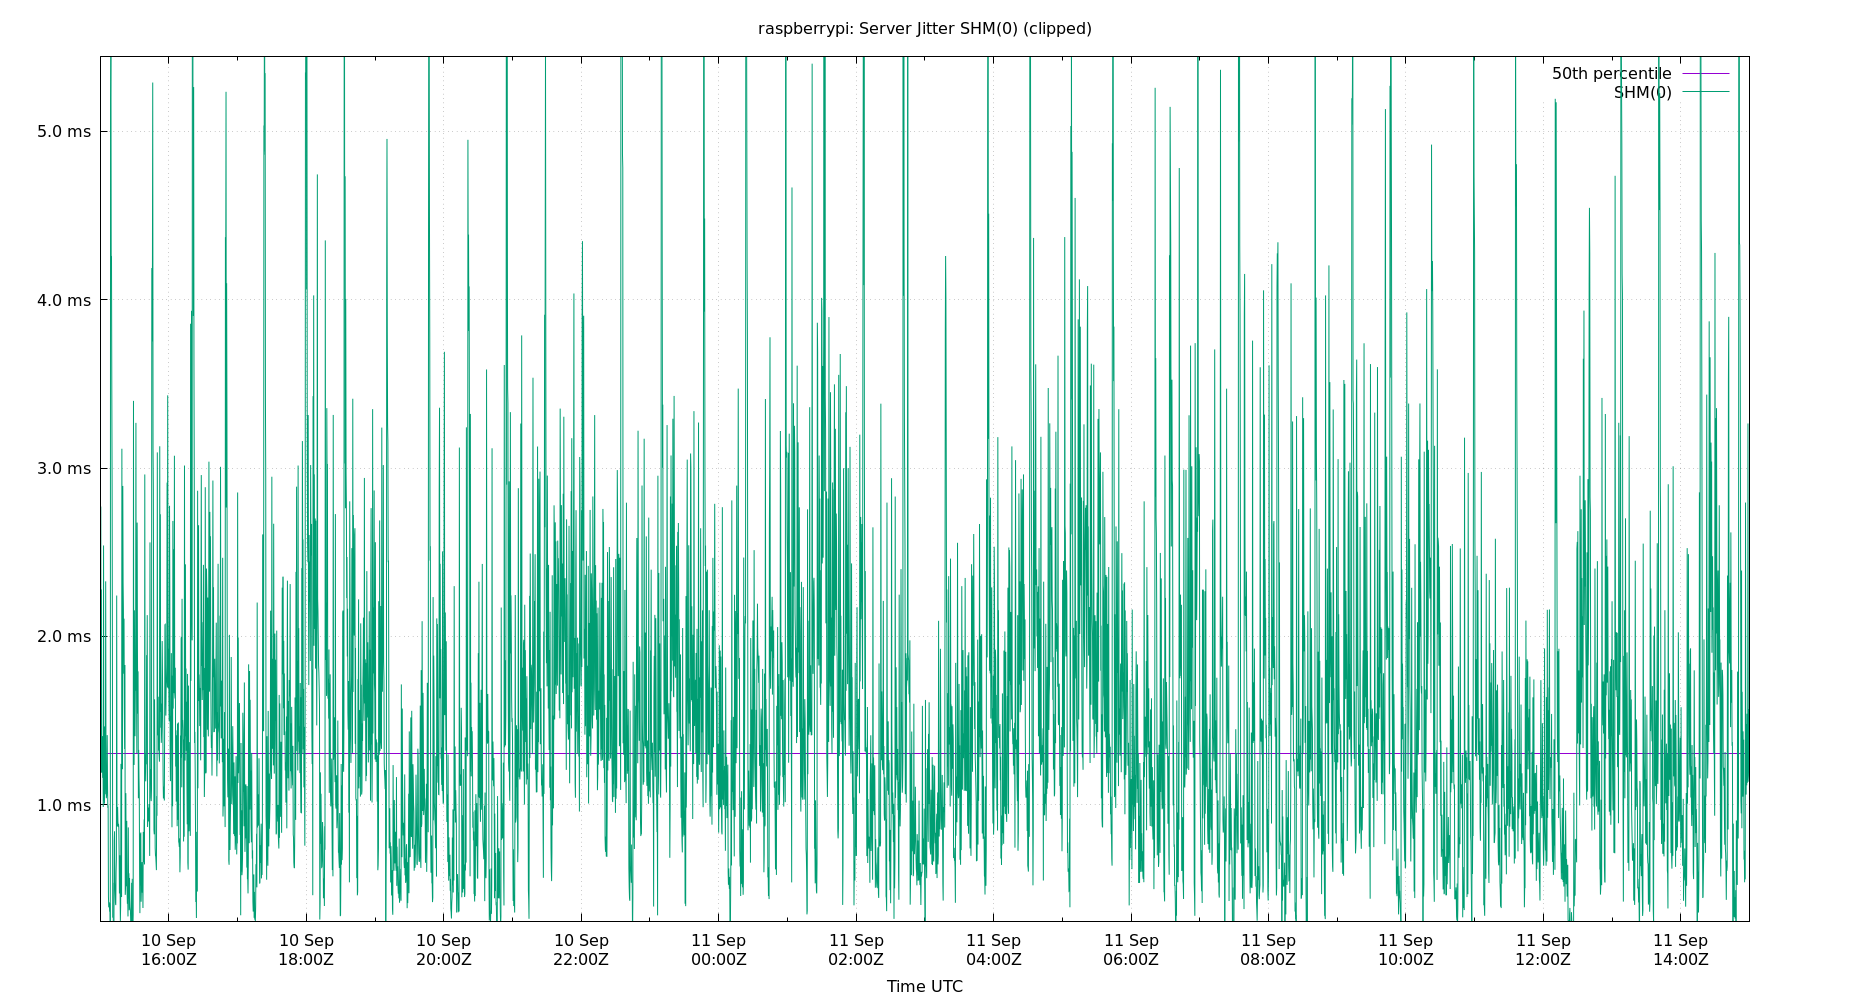 raspberrypi: Server Jitter SHM(0) (clipped)
50th percentile
SHM(0)
5.0 ms
4.0 ms
3.0 ms
2.0 ms
1.0 ms
10 Sep 10 Sep 10 Sep 10 Sep 11 Sep 11 Sep 11 Sep 11 Sep 11 Sep 11 Sep 11 Sep 11 Sep
16:00Z 18:00Z 20:00Z 22:00Z 00:00Z 02:00Z 04:00Z 06:00Z 08:00Z 10:00Z 12:00Z 14:00Z
Time UTC